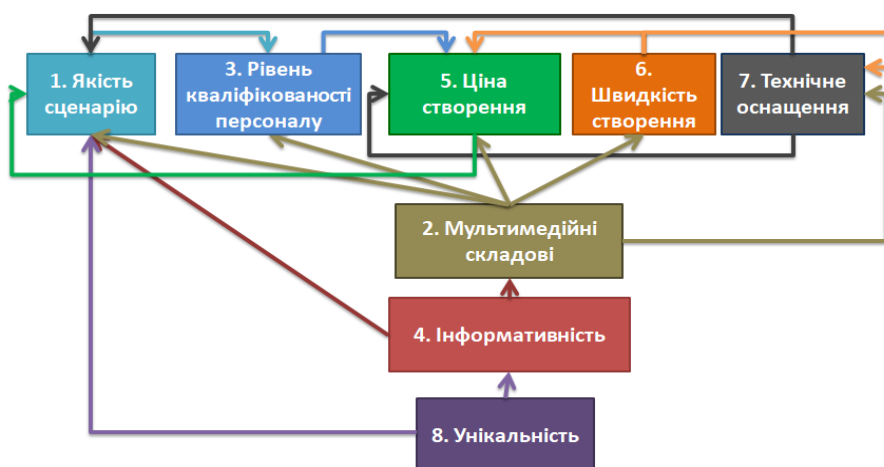 1. Якість
сценарію
3. Рівень
кваліфікованості
персоналу
5. Ціна
створення
6.
Швидкість
створення
7. Технічне
оснащення
2. Мультимедійні
складові
4. Інформативність
8. Унікальність